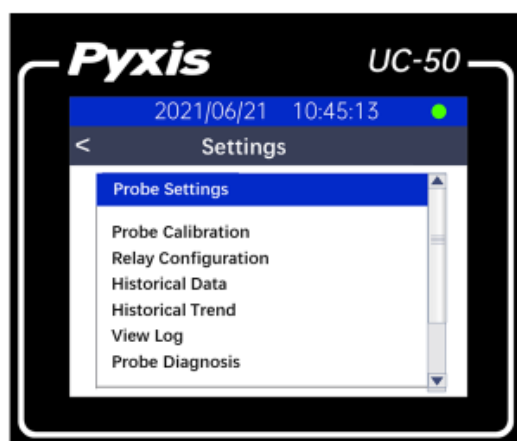 Pyxis UC-50
2021/06/21 10:45:13
< Settings
Probe Settings
Probe Calibration
Relay Configuration
Historical Data
Historical Trend
View Log
Probe Diagnosis